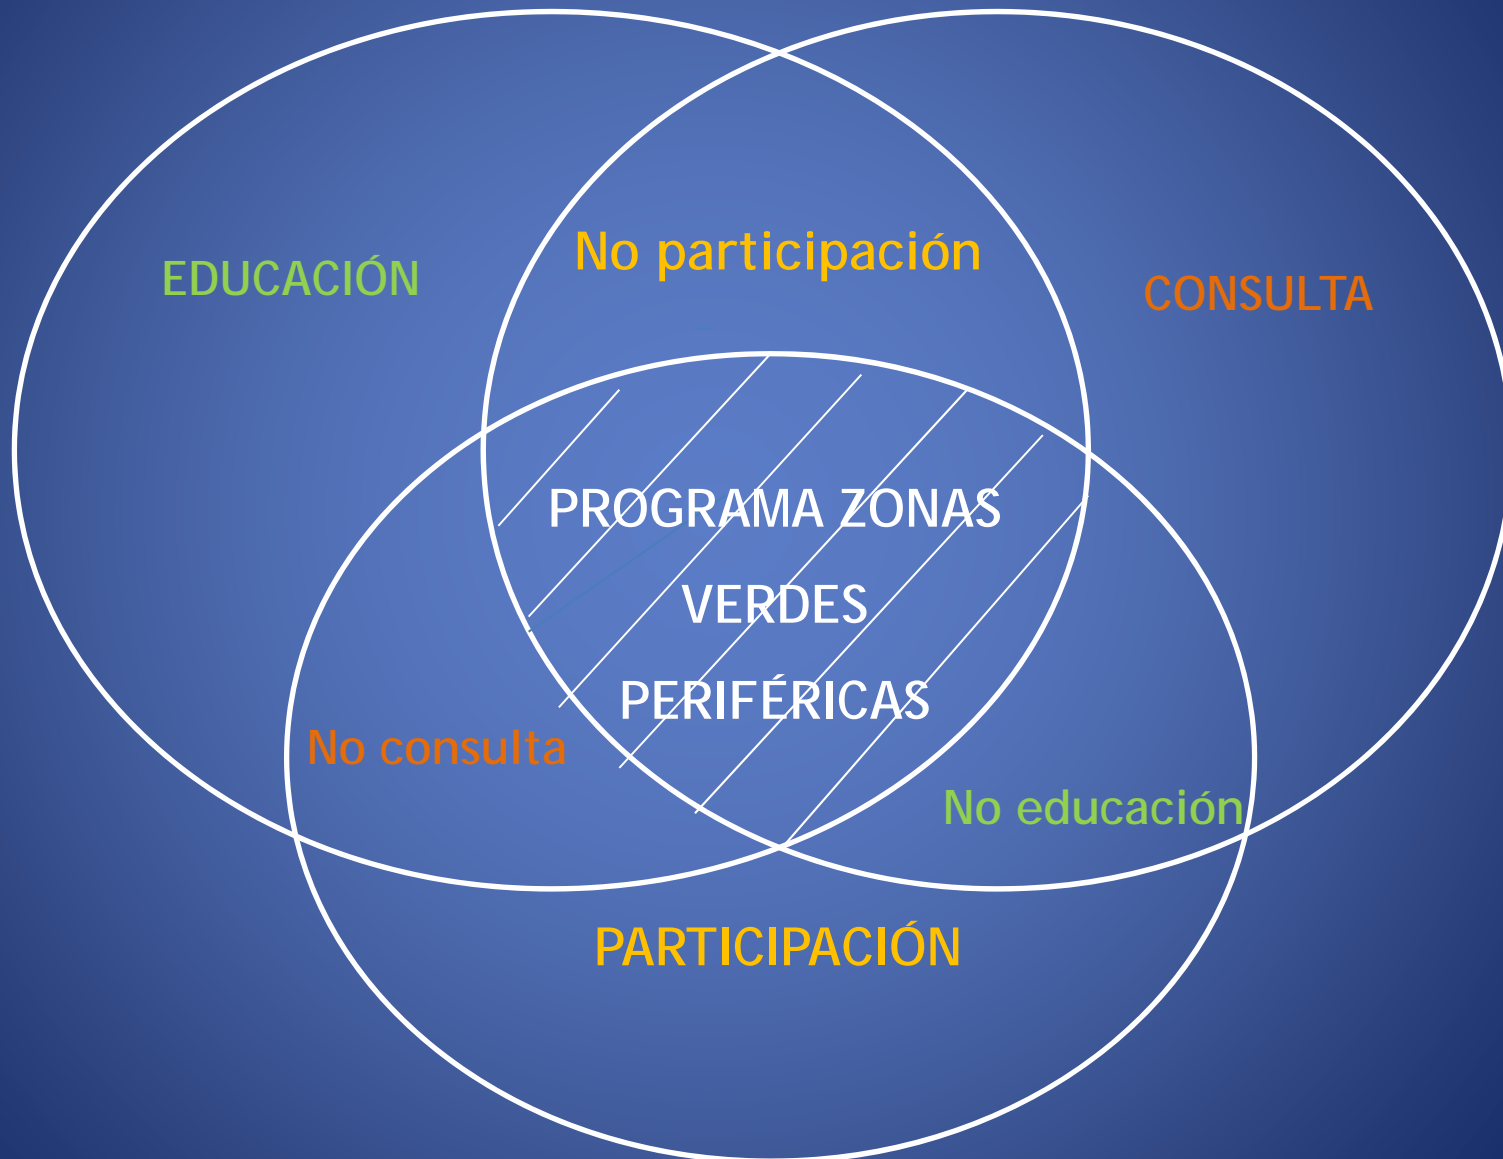 No participación
EDUCACIÓN
CONSULTA
PROGRAMA ZONAS
VERDES
PERIFÉRICAS
No consulta
No educación
PARTICIPACIÓN